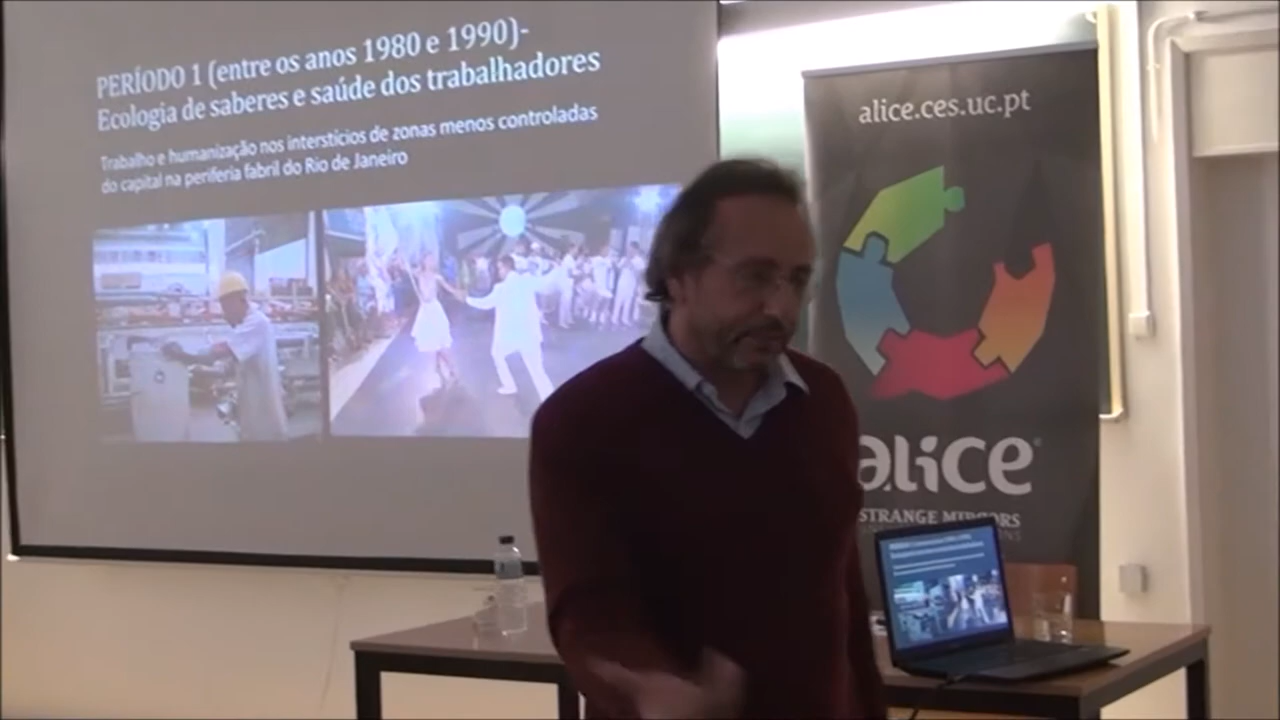 PERÍODO 1 (entre os anos 1980 e 1990)-
Ecologia de saberes e saúde dos trabalhadores
Trabalho e humanização nos interstícios de zonas menos controladas
do capital na periferia fabril do Rio de Janeiro
alice.ces.uc.pt
alice
STRANGE MIRRORS